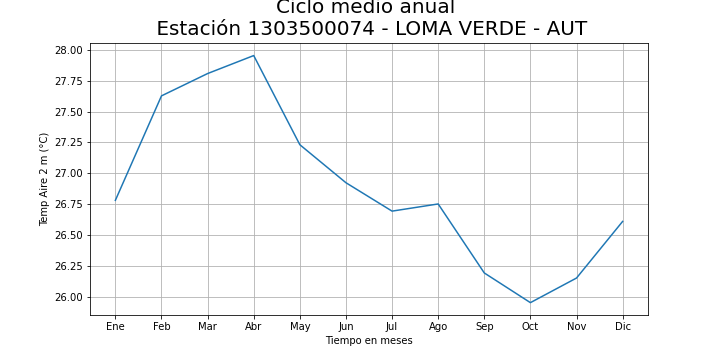 Ciclo medio anual
Estación 1303500074 - LOMA VERDE - AUT
28.00
27.75
27.50
27.25
27.00
26.75
26.50
26.25
26.00
Temp Aire 2 m (°C)
Ene Feb Mar Abr May Jun Jul Ago Sep Oct Nov Dic
Tiempo en meses